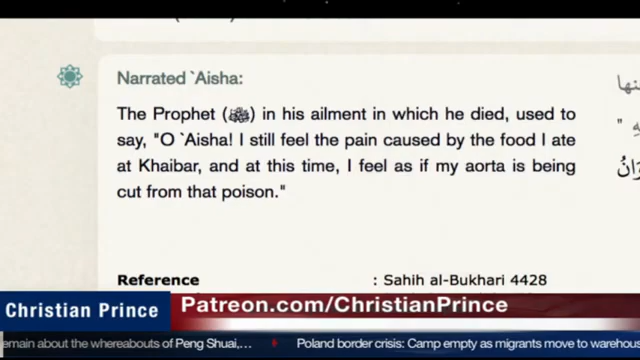 Narrated `Aisha:
The Prophet (ﷺ) in his ailment in which he died, used to
say, "O `Aisha! I still feel the pain caused by the food I ate
at Khaibar, and at this time, I feel as if my aorta is being
cut from that poison."
Reference : Sahih al-Bukhari 4428
Christian Prince Patreon.com/ChristianPrince
emain about the whereabouts of Peng Shuai,... Poland border crisis: Camp empty as migrants move to warehous